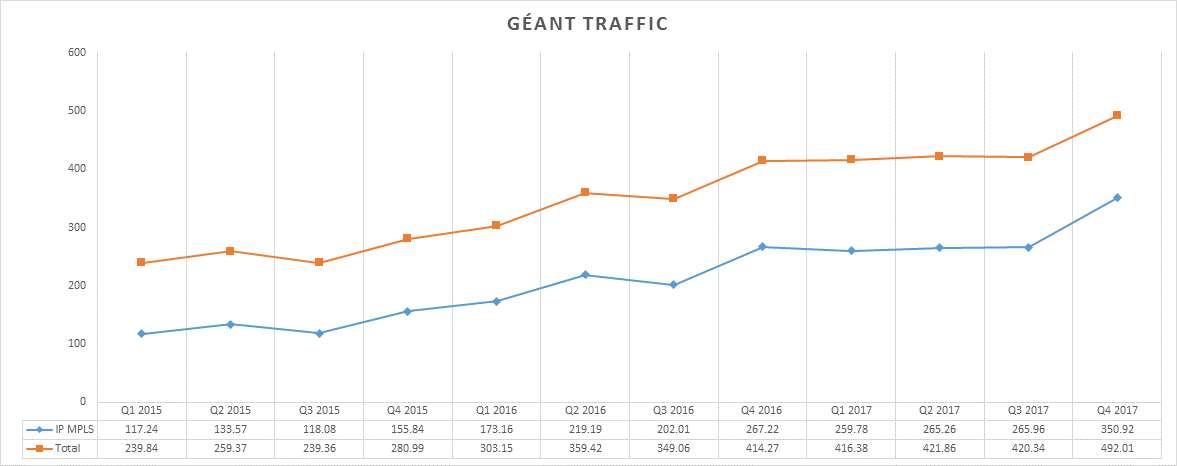 GÉANT TRAFFIC
600
500
400
300
200
100
0
Q1 2015 Q2 2015 Q3 2015 Q4 2015 Q1 2016 Q2 2016 Q3 2016 Q4 2016 Q1 2017 Q2 2017 Q3 2017 Q4 2017
IP MPLS 117.24 133.57 118.08 155.84 173.16 219.19 202.01 267.22 259.78 265.26 265.96 350.92
Total 239.84 259.37 239.36 280.99 303.15 359.42 349.06 414.27 416.38 421.86 420.34 492.01